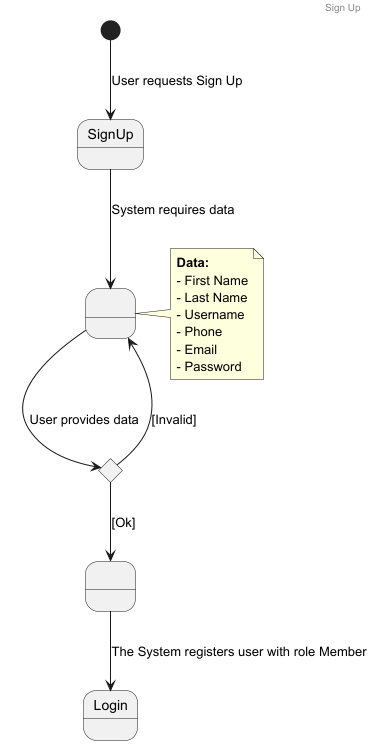 Sign Up
User requests Sign Up
SignUp
System requires data
Data:
- First Name
- Last Name
- Username
- Phone
- Email
- Password
User provides data
[Invalid]
[Ok]
The System registers user with role Member
Login